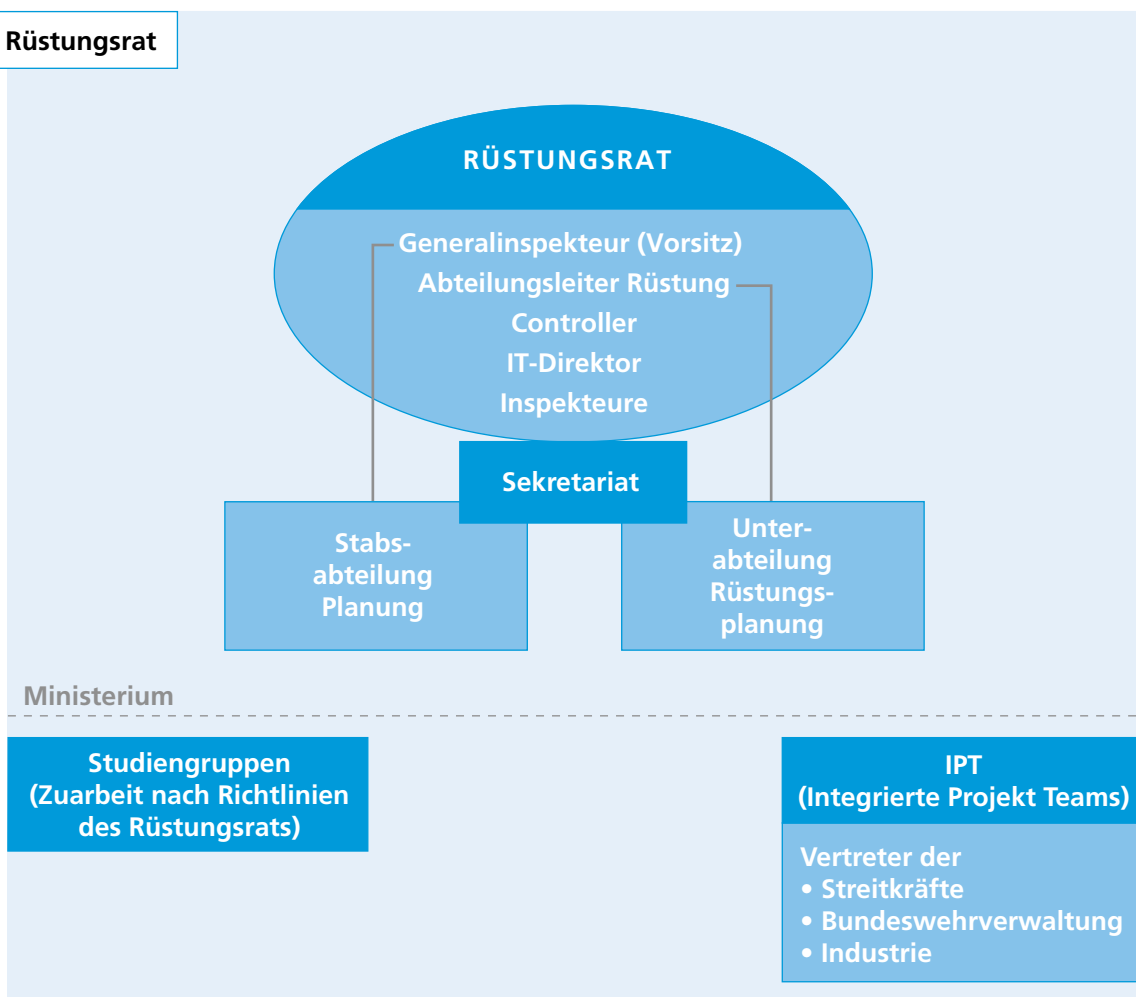 Rüstungsrat
RÜSTUNGSRAT
Generalinspekteur (Vorsitz)
Abteilungsleiter Rüstung
Controller
IT-Direktor
Inspekteure
Sekretariat
Stabs-
abteilung
Planung
Unter-
abteilung
Rüstungs-
planung
Ministerium
Studiengruppen
(Zuarbeit nach Richtlinien
des Rüstungsrats)
IPT
(Integrierte Projekt Teams)
Vertreter der
• Streitkräfte
• Bundeswehrverwaltung
• Industrie